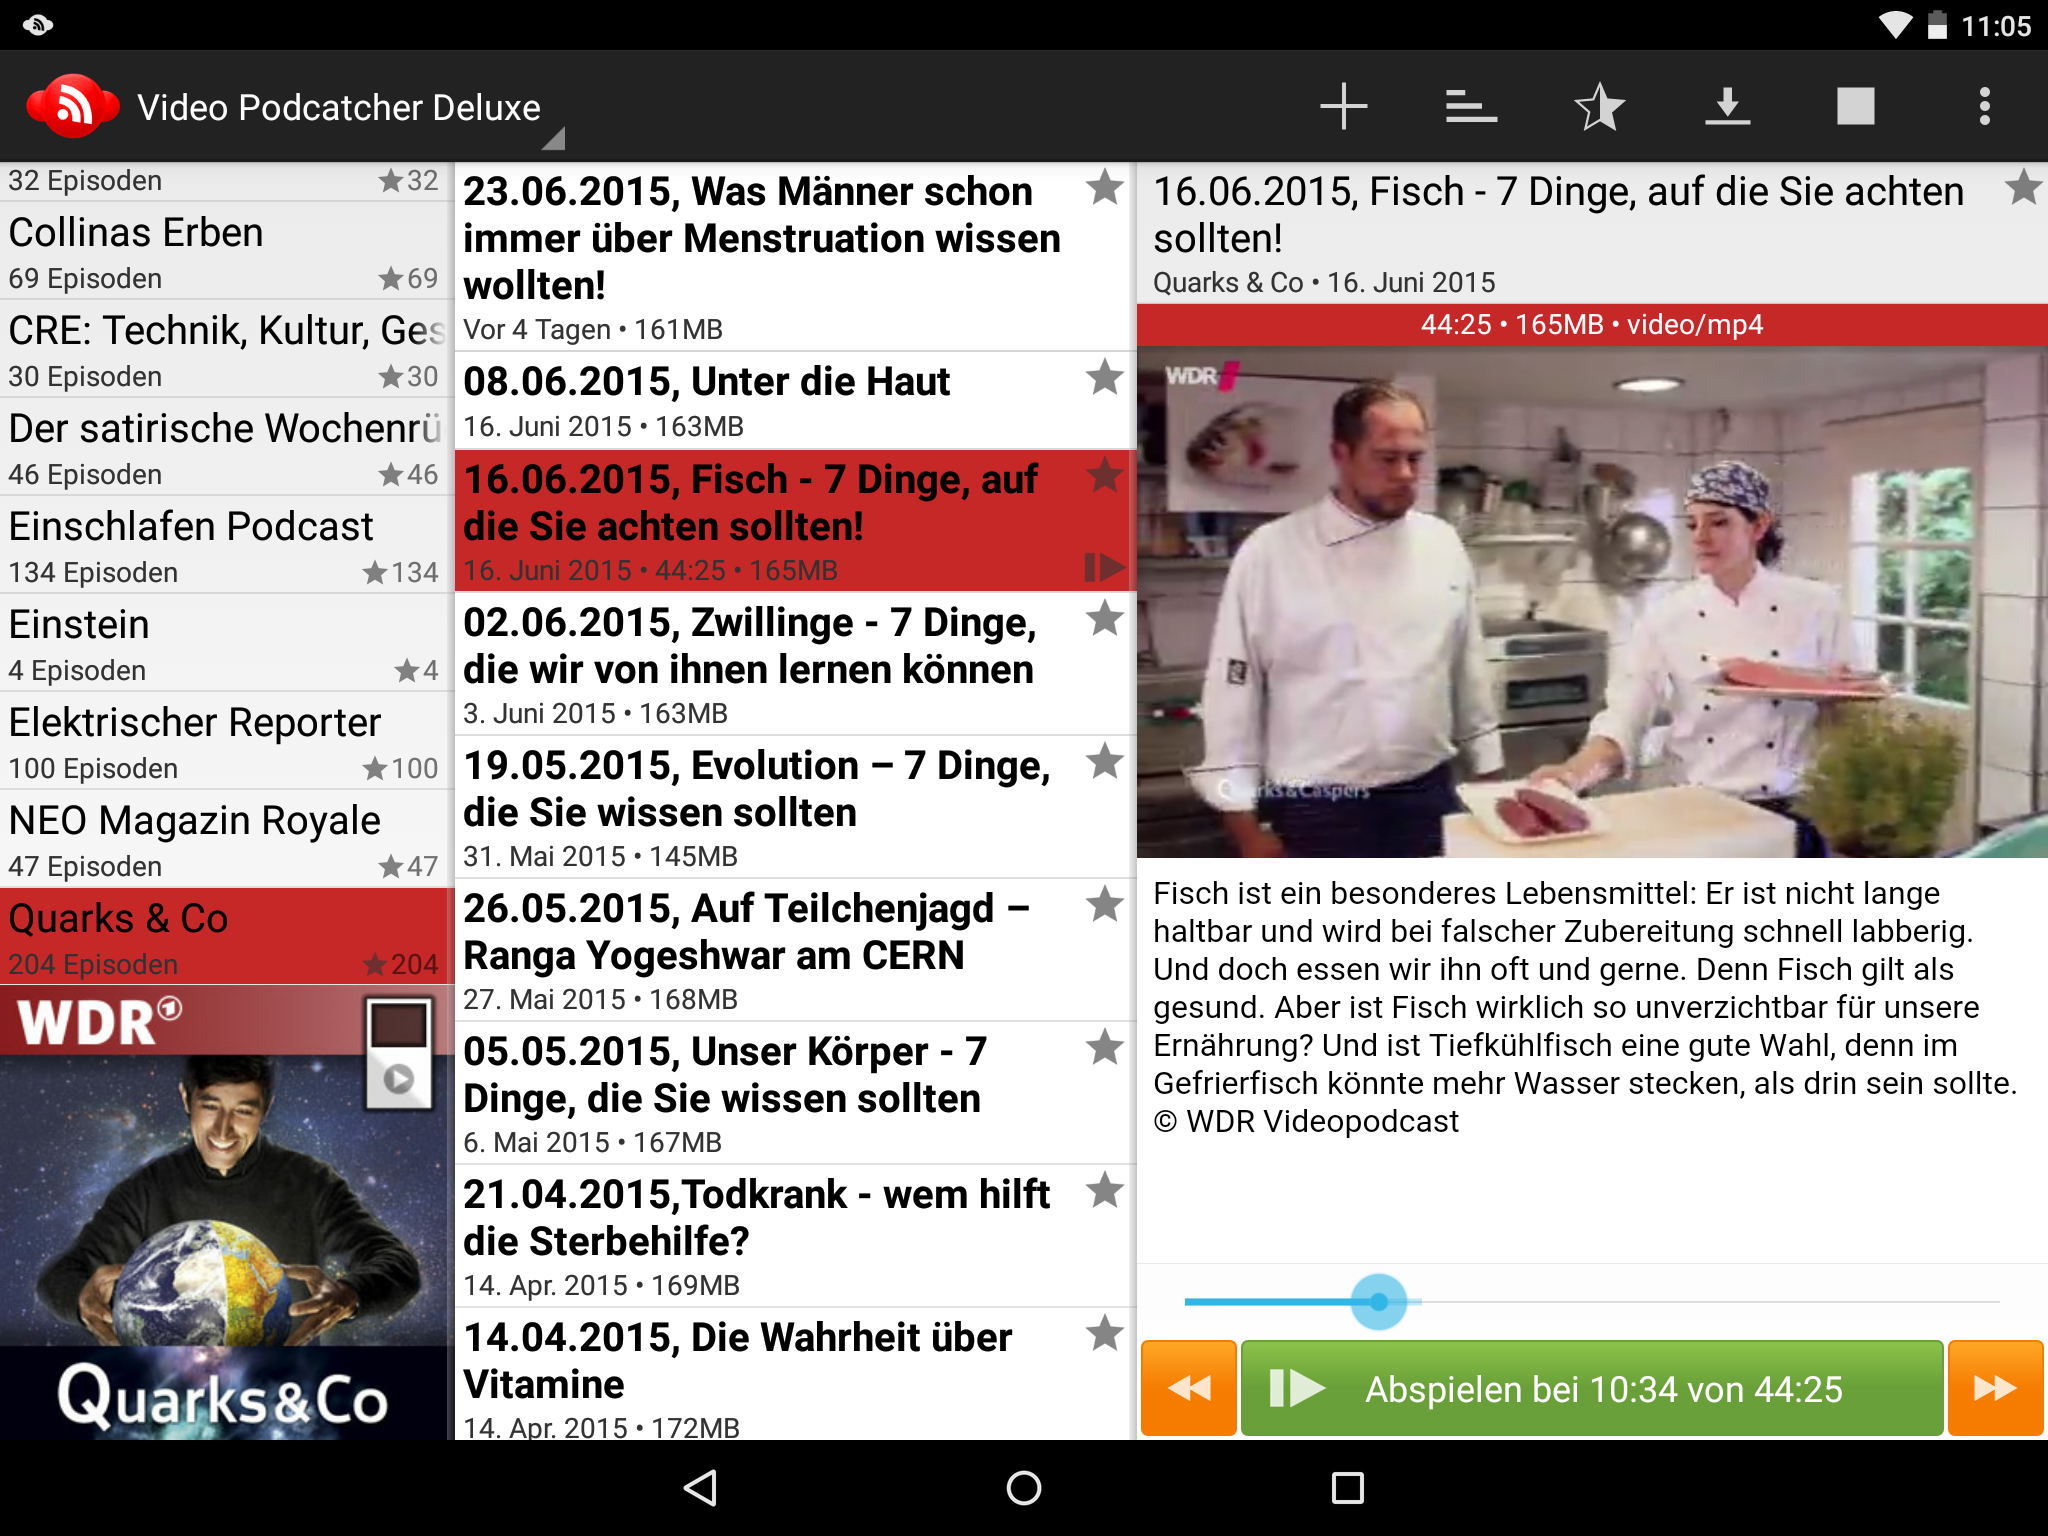 11:05
Video Podcatcher Deluxe
32 Episoden
32
Collinas Erben
69 Episoden
69
CRE: Technik, Kultur, Ges
30 Episoden
30
Der satirische Wochenrü
46 Episoden
46
Einschlafen Podcast
134 Episoden
134
Einstein
4 Episoden
4
Elektrischer Reporter
100 Episoden
100
NEO Magazin Royale
47 Episoden
47
Quarks & Co
204 Episoden
204
WDR
Quarks&Co
23.06.2015, Was Männer schon
immer über Menstruation wissen
wollten!
Vor 4 Tagen • 161MB
08.06.2015, Unter die Haut
16. Juni 2015 • 163MB
16.06.2015, Fisch - 7 Dinge, auf
die Sie achten sollten!
16. Juni 2015 • 44:25 • 165MB
02.06.2015, Zwillinge - 7 Dinge,
die wir von ihnen lernen können
3. Juni 2015 • 163MB
19.05.2015, Evolution – 7 Dinge,
die Sie wissen sollten
31. Mai 2015 • 145MB
26.05.2015, Auf Teilchenjagd –
Ranga Yogeshwar am CERN
27. Mai 2015 • 168MB
05.05.2015, Unser Körper - 7
Dinge, die Sie wissen sollten
6. Mai 2015 • 167MB
21.04.2015,Todkrank - wem hilft
die Sterbehilfe?
14. Apr. 2015 • 169MB
14.04.2015, Die Wahrheit über
Vitamine
14. Apr. 2015 • 172MB
16.06.2015, Fisch - 7 Dinge, auf die Sie achten
sollten!
Quarks & Co • 16. Juni 2015
44:25 • 165MB • video/mp4
WDR
Quarks&Caspers
Fisch ist ein besonderes Lebensmittel: Er ist nicht lange
haltbar und wird bei falscher Zubereitung schnell labberig.
Und doch essen wir ihn oft und gerne. Denn Fisch gilt als
gesund. Aber ist Fisch wirklich so unverzichtbar für unsere
Ernährung? Und ist Tiefkühlfisch eine gute Wahl, denn im
Gefrierfisch könnte mehr Wasser stecken, als drin sein sollte.
© WDR Videopodcast
Abspielen bei 10:34 von 44:25